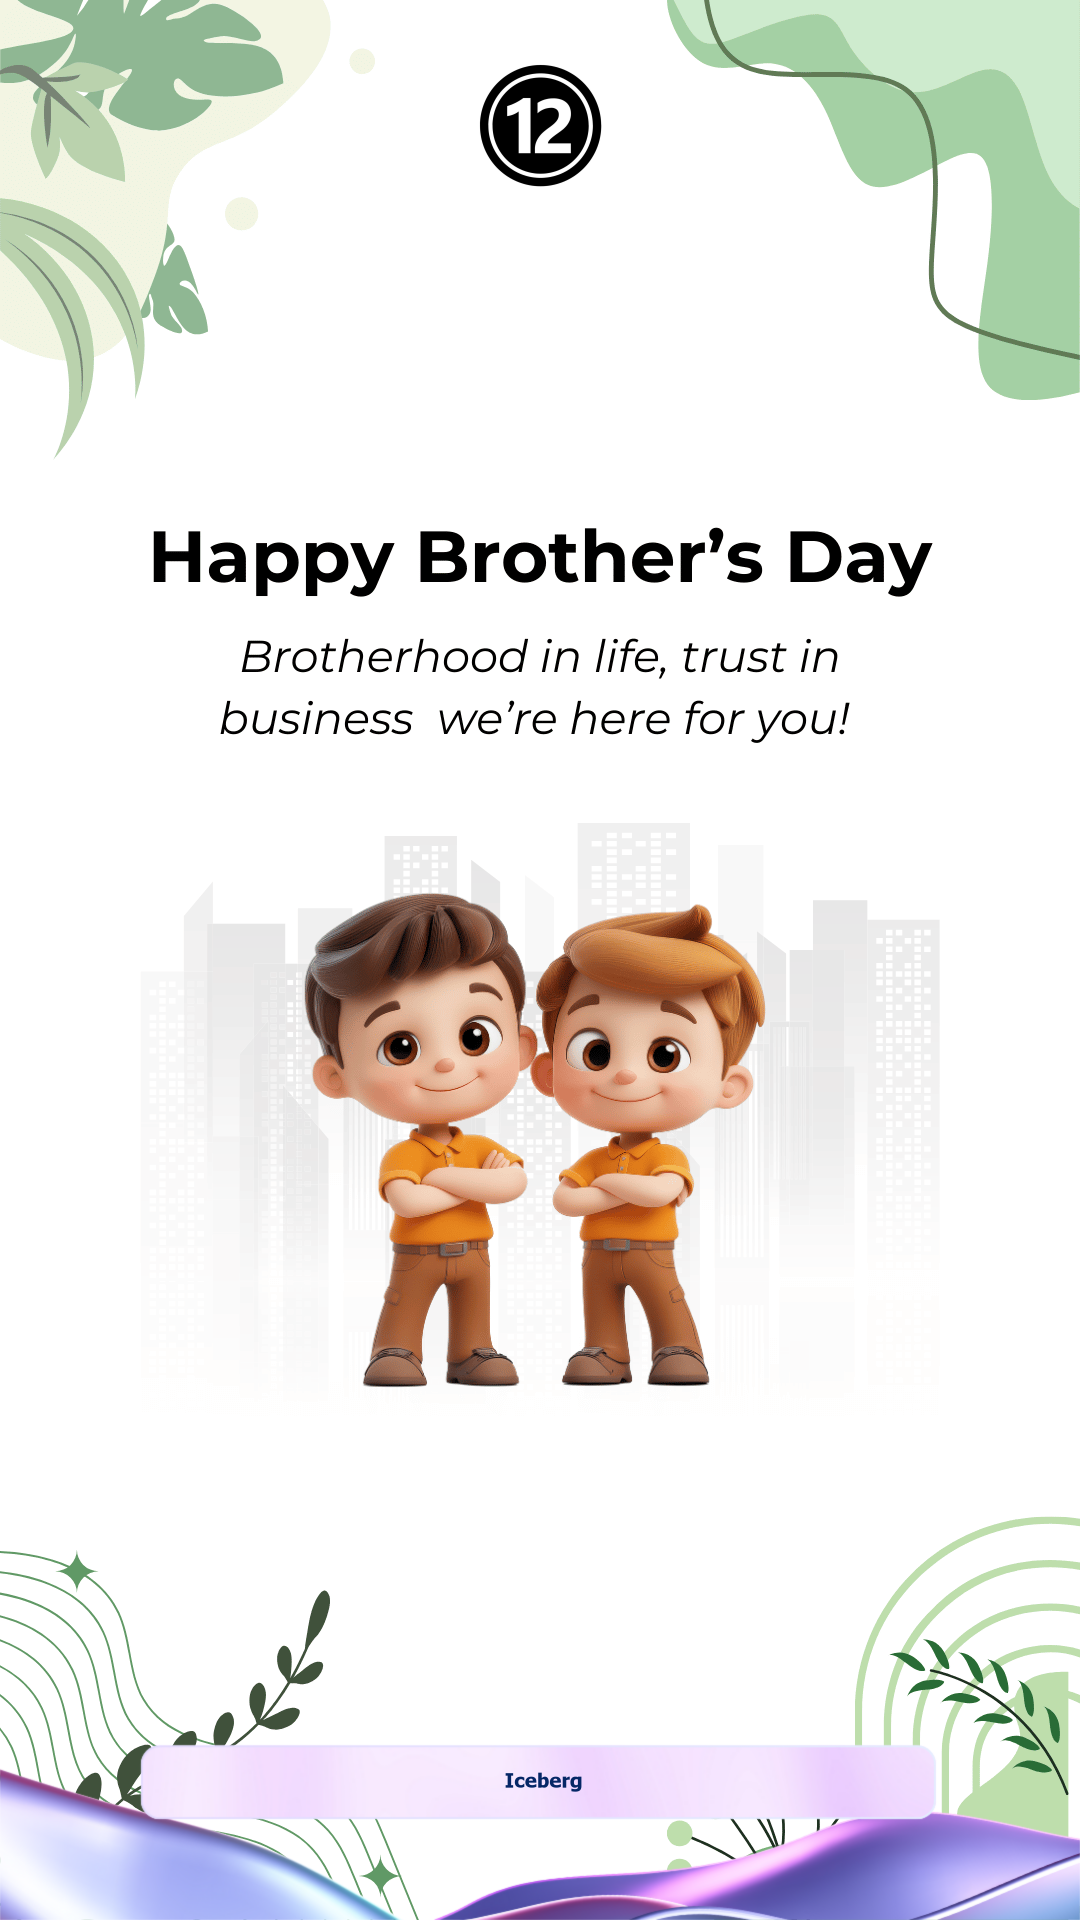 12
Happy Brother’s Day
Brotherhood in life, trust in
business  we’re here for you!
Iceberg